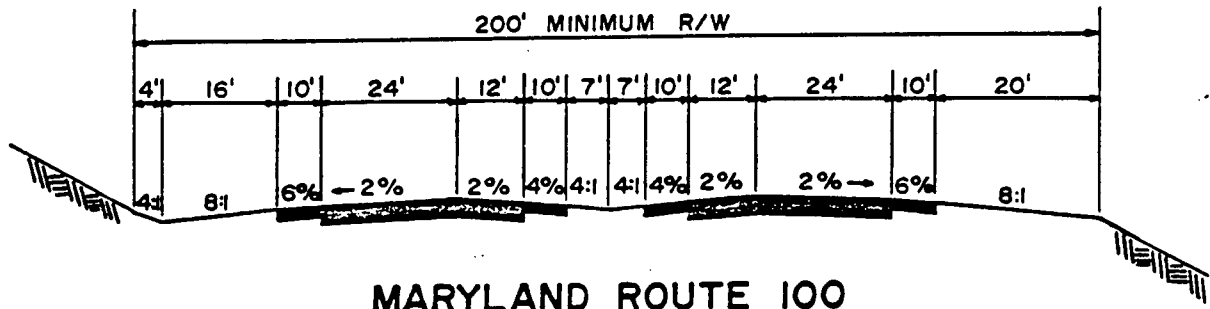 200' MINIMUM R/W
4' 16' 10' 24' 12' 10' 7' 7' 10' 12' 24' 10' 20'
4:1 8:1 6% ← 2% 2% 4% 4:1 4:1 4% 2% 2% → 6% 8:1
MARYLAND ROUTE 100